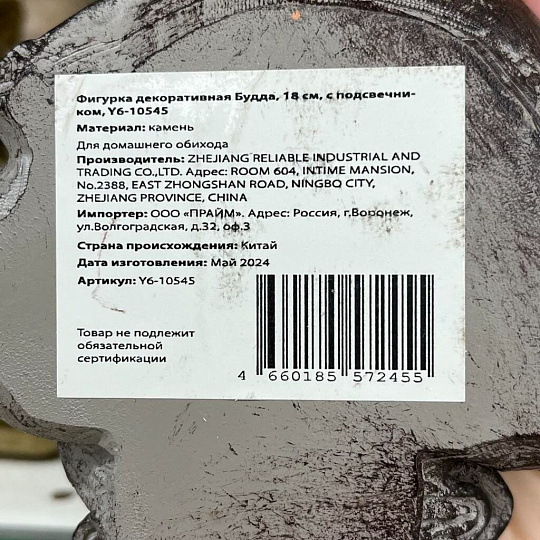 Фигурка декоративная Будда, 18 см, с подсвечни-
ком, Y6-10545
Материал: камень
Для домашнего обихода
Производитель: ZHEJIANG RELIABLE INDUSTRIAL AND
TRADING CO.,LTD. Адрес: ROOM 604, INTIME MANSION,
No.2388, EAST ZHONGSHAN ROAD, NINGBO CITY,
ZHEJIANG PROVINCE, CHINA
Импортер: ООО «ПРАЙМ». Адрес: Россия, г.Воронеж,
ул.Волгоградская, д.32, оф.3
Страна происхождения: Китай
Дата изготовления: Май 2024
Артикул: Y6-10545
Товар не подлежит
обязательной
сертификации
4 660185 572455